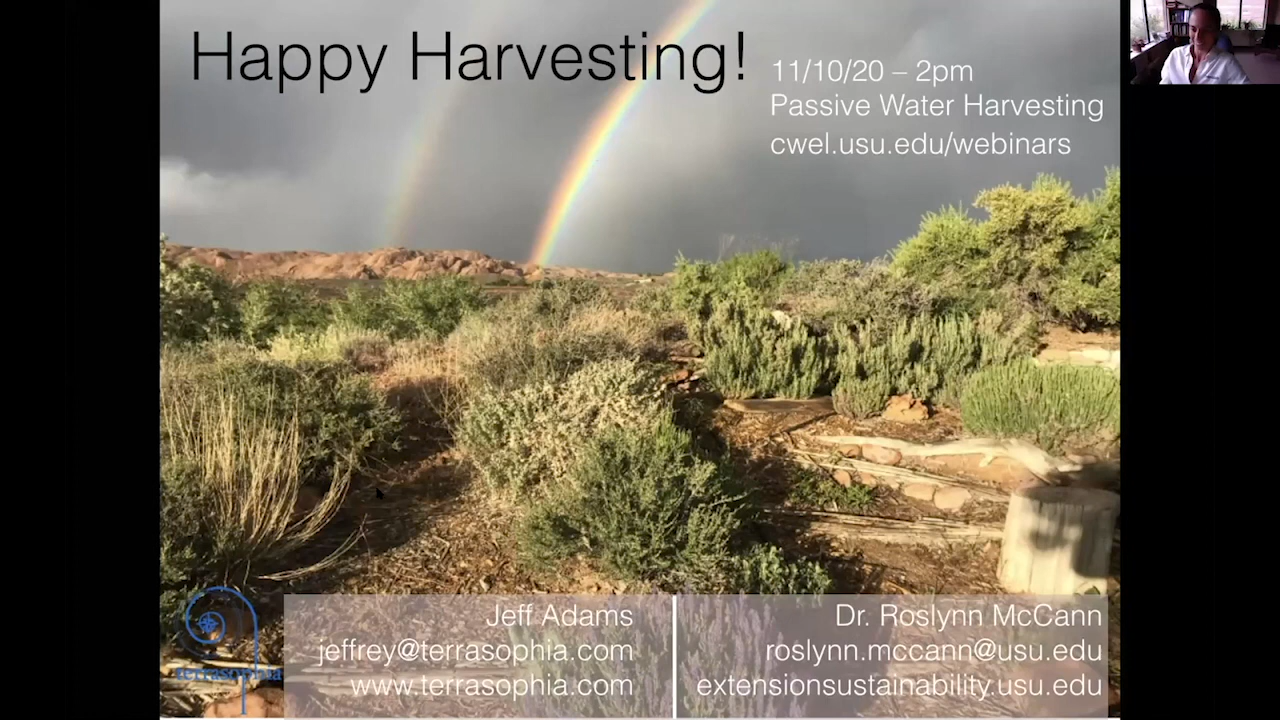 Happy Harvesting!
11/10/20 – 2pm
Passive Water Harvesting
cwel.usu.edu/webinars
terrasophia
Jeff Adams
jeffrey@terrasophia.com
www.terrasophia.com
Dr. Roslynn McCann
roslynn.mccann@usu.edu
extensionsustainability.usu.edu